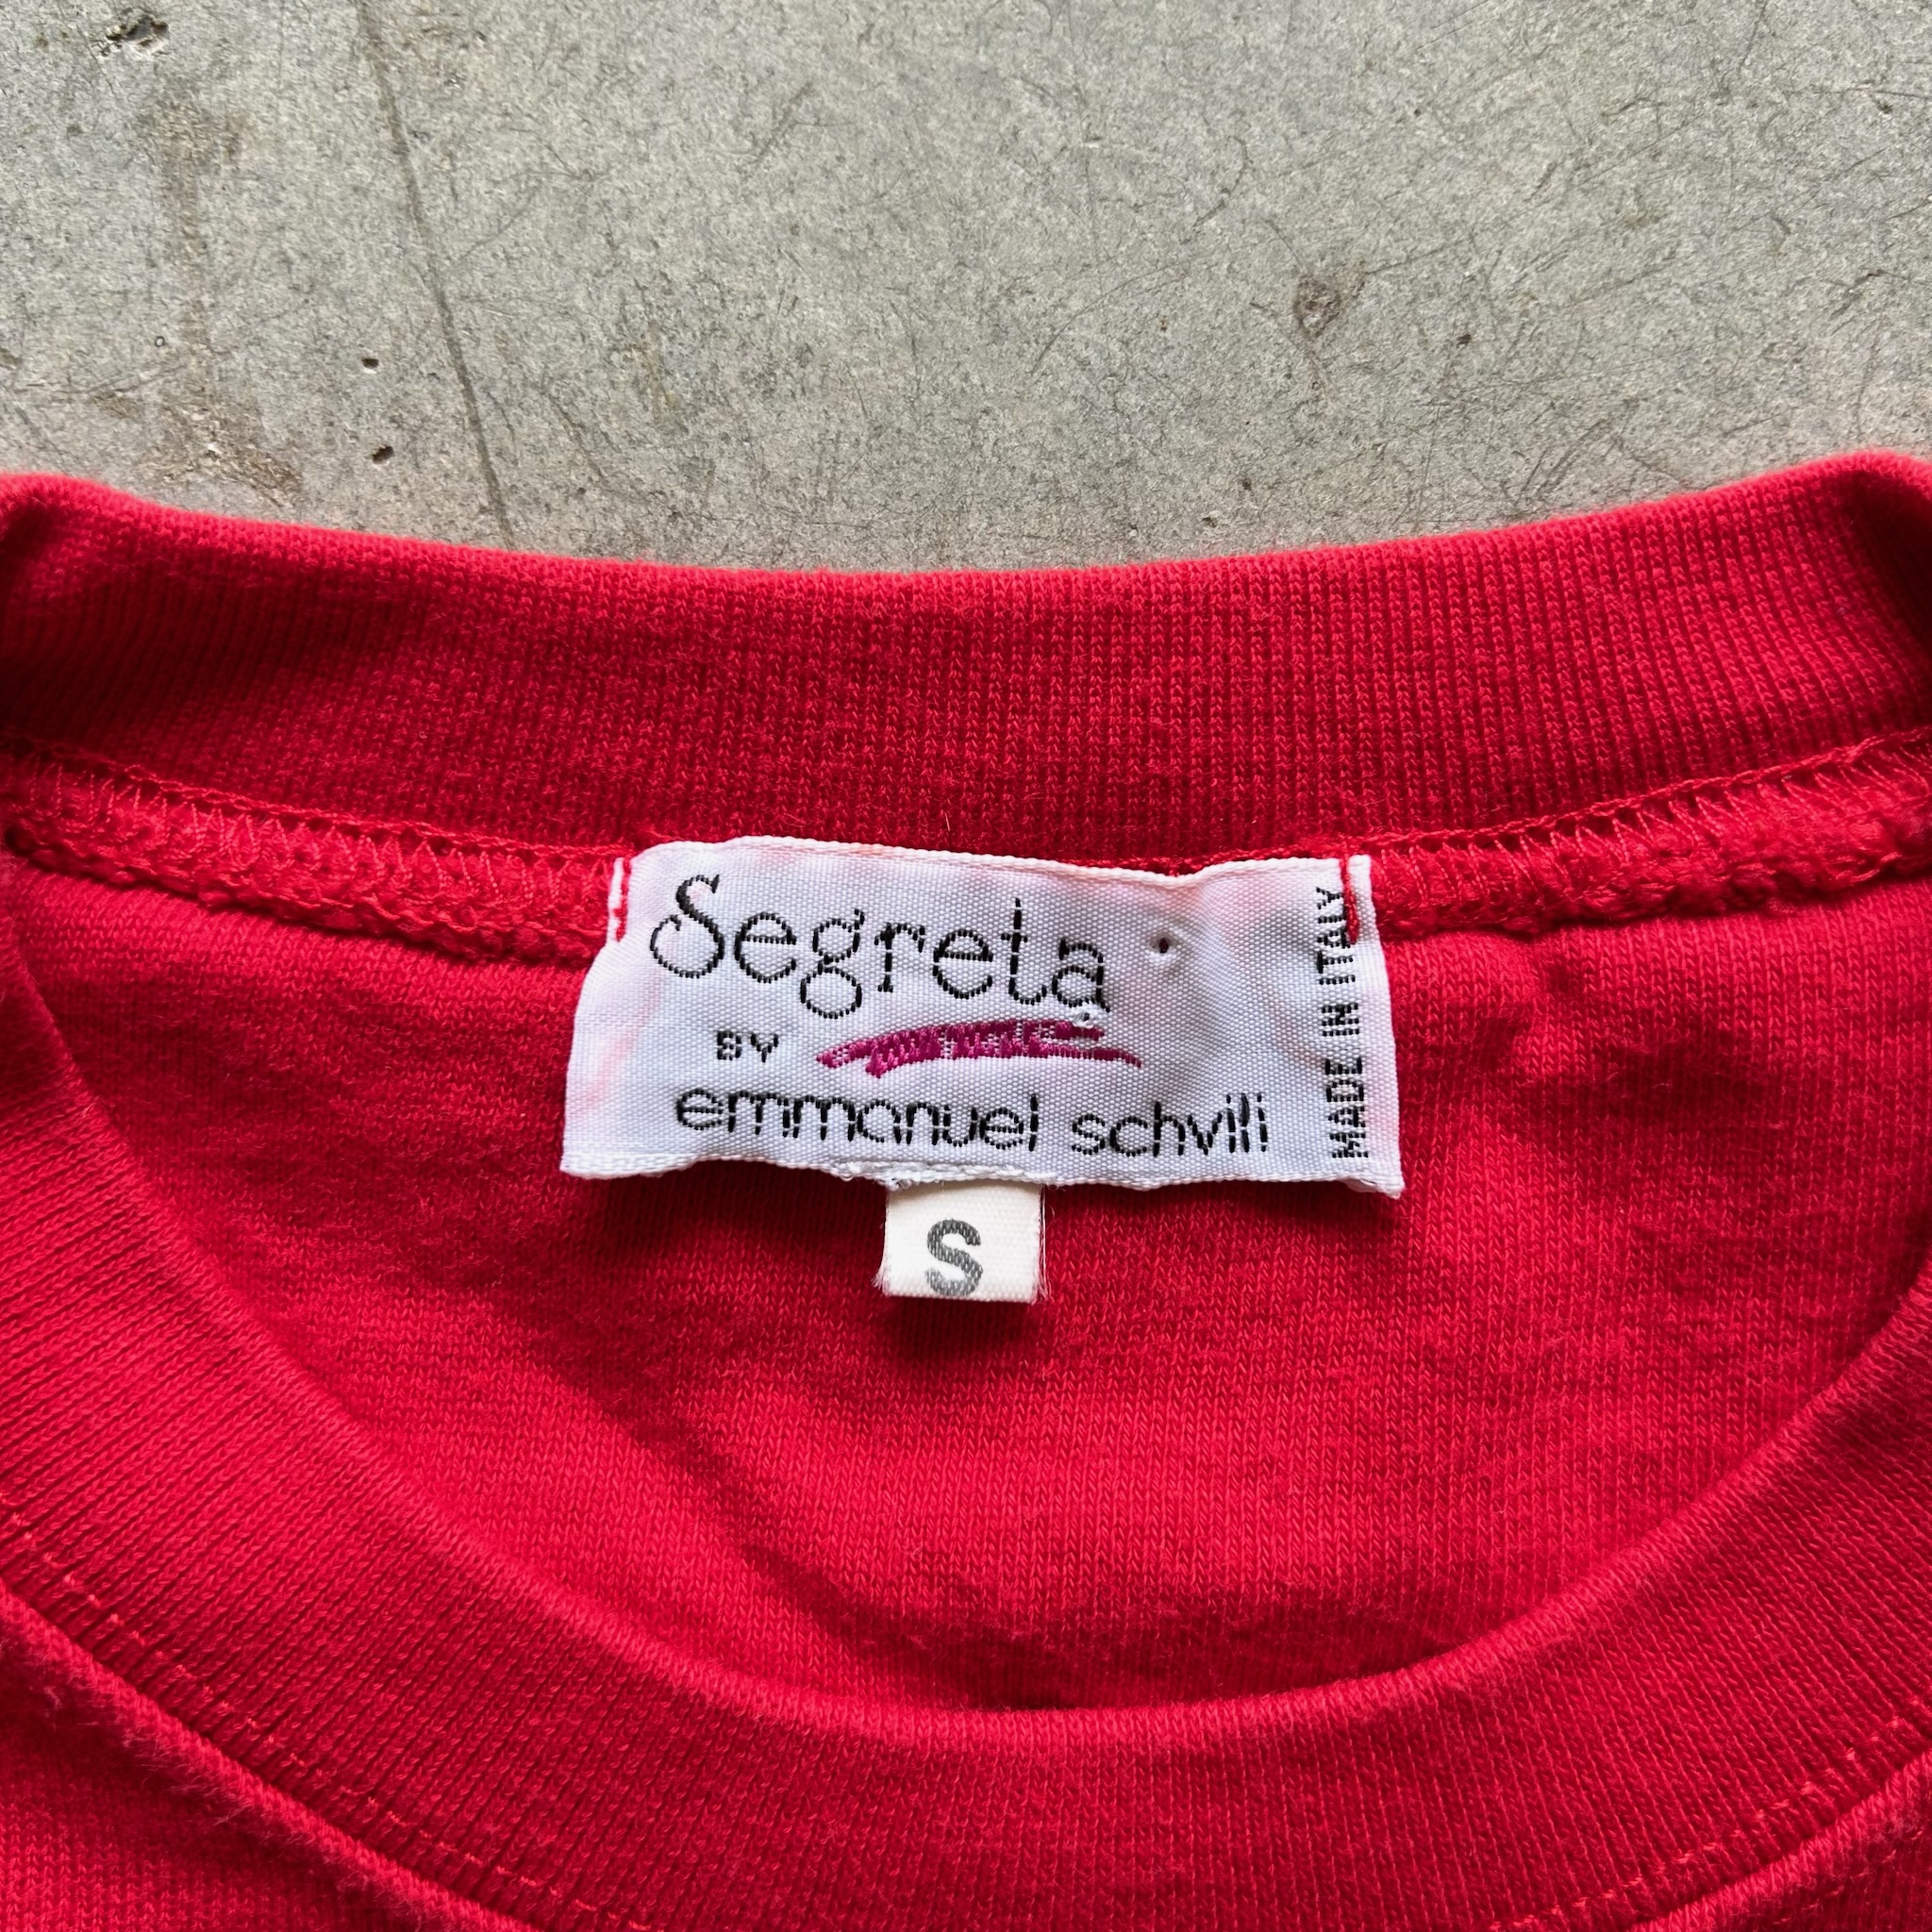 Segreta
BY
emmanuel schvili
MADE IN ITALY
S